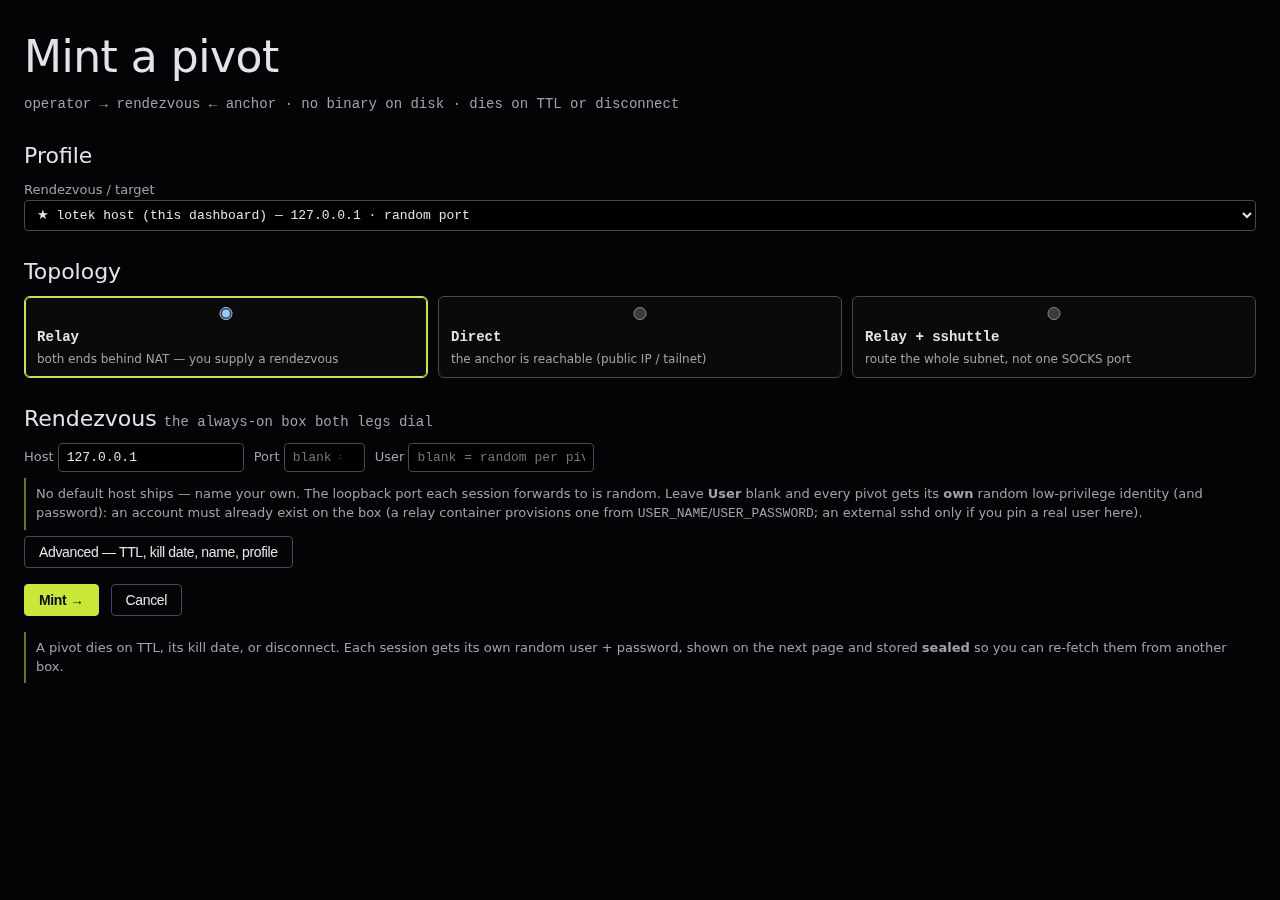 Mint a pivot
operator → rendezvous ← anchor · no binary on disk · dies on TTL or disconnect
Profile
Rendezvous / target
★ lotek host (this dashboard) — 127.0.0.1 · random port
Topology
Relay
both ends behind NAT — you supply a rendezvous
Direct
the anchor is reachable (public IP / tailnet)
Relay + sshuttle
route the whole subnet, not one SOCKS port
Rendezvous the always-on box both legs dial
Host 127.0.0.1 Port blank User blank = random per piv
No default host ships — name your own. The loopback port each session forwards to is random. Leave User blank and every pivot gets its own random low-privilege identity (and
password): an account must already exist on the box (a relay container provisions one from USER_NAME/USER_PASSWORD; an external sshd only if you pin a real user here).
Advanced — TTL, kill date, name, profile
Mint → Cancel
A pivot dies on TTL, its kill date, or disconnect. Each session gets its own random user + password, shown on the next page and stored sealed so you can re-fetch them from another
box.